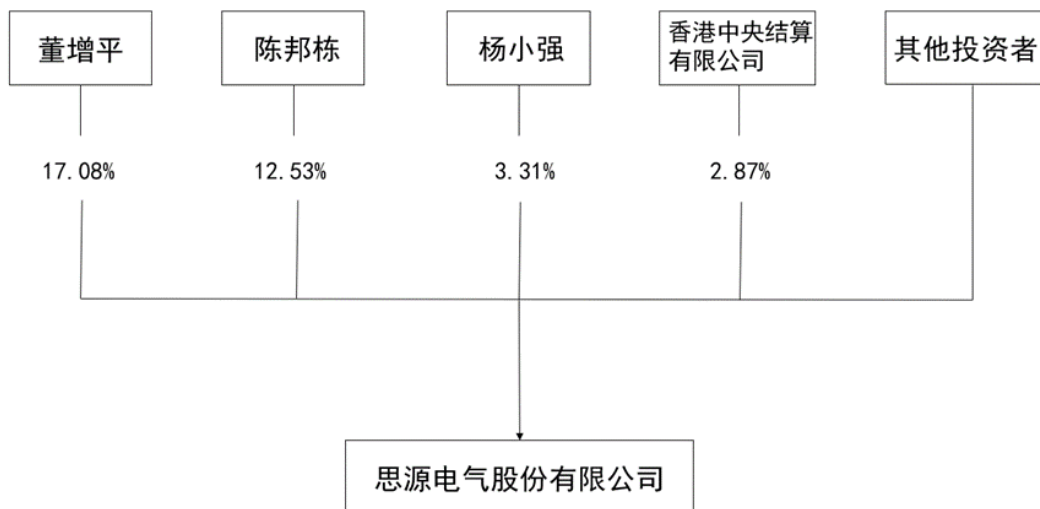 董增平
陈邦栋
杨小强
香港中央结算
有限公司
其他投资者
17.08%
12.53%
3.31%
2.87%
思源电气股份有限公司